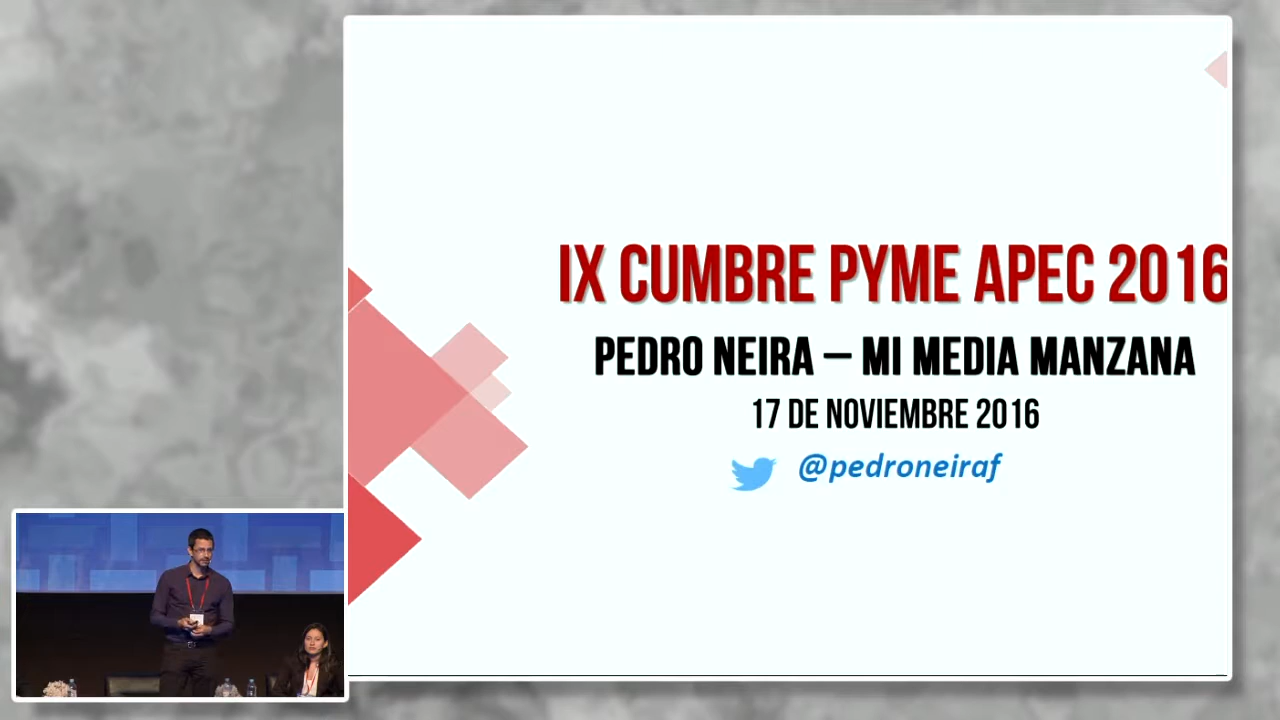 IX CUMBRE PYME APEC 2016
PEDRO NEIRA – MI MEDIA MANZANA
17 DE NOVIEMBRE 2016
@pedroneiraf